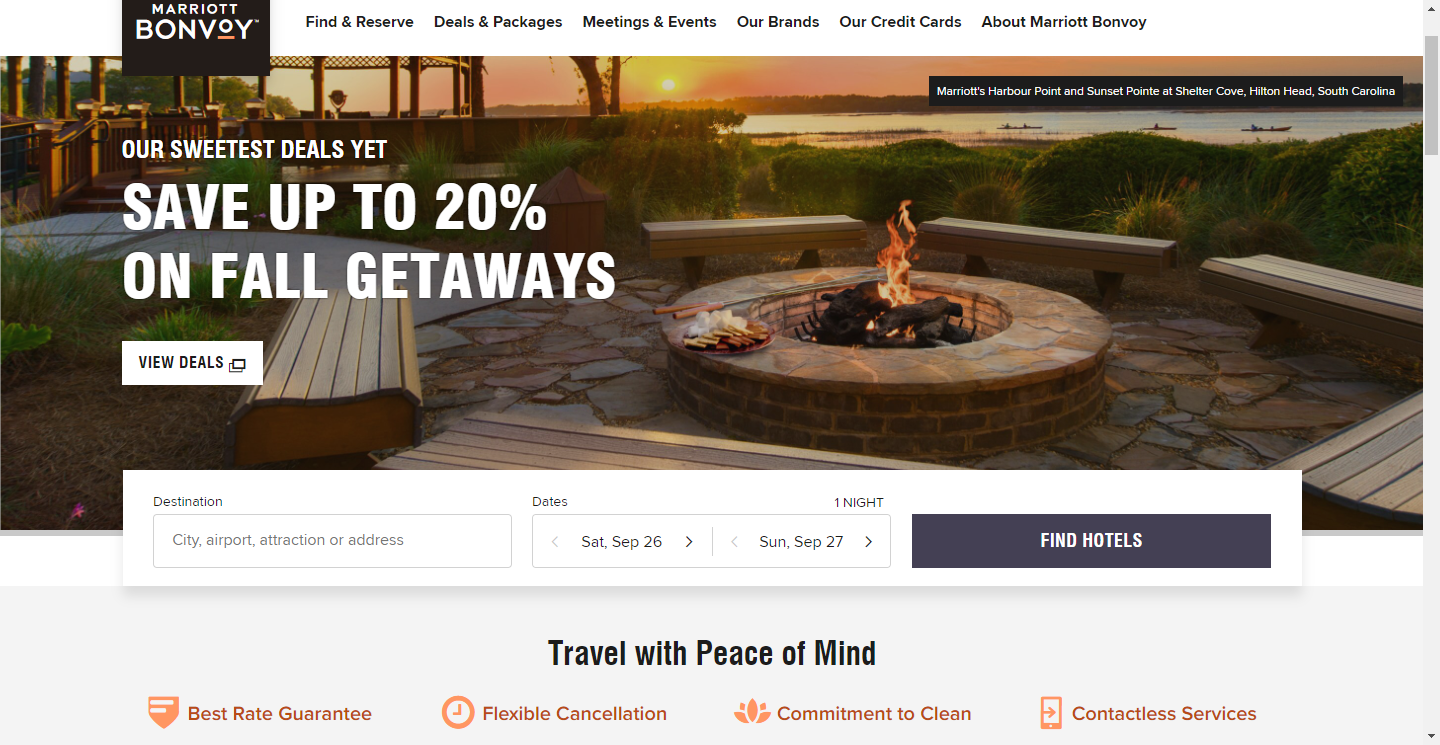 MARRIOTT
BONVOY™
Find & Reserve Deals & Packages Meetings & Events Our Brands Our Credit Cards About Marriott Bonvoy
Marriott's Harbour Point and Sunset Pointe at Shelter Cove, Hilton Head, South Carolina
OUR SWEETEST DEALS YET
SAVE UP TO 20%
ON FALL GETAWAYS
VIEW DEALS
Destination Dates 1 NIGHT
City, airport, attraction or address Sat, Sep 26 Sun, Sep 27 FIND HOTELS
Travel with Peace of Mind
Best Rate Guarantee Flexible Cancellation Commitment to Clean Contactless Services